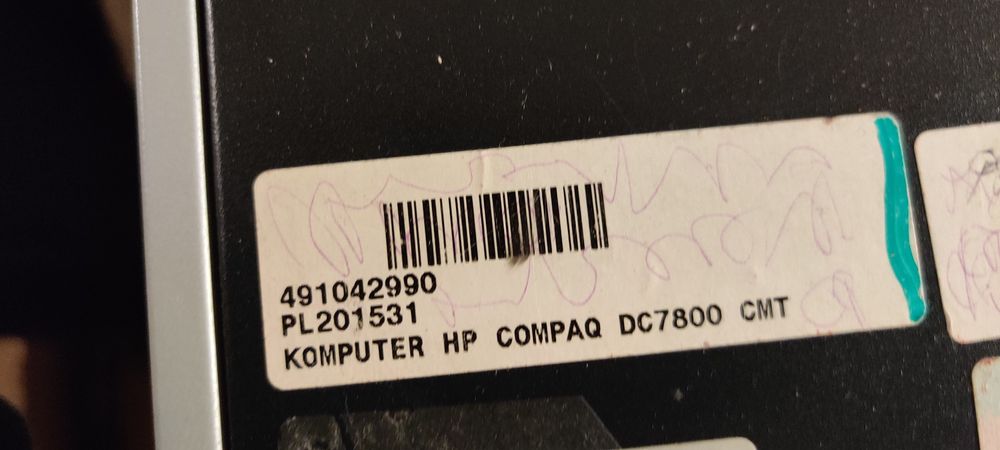 491042990
PL201531
KOMPUTER HP COMPAQ DC7800 CMT